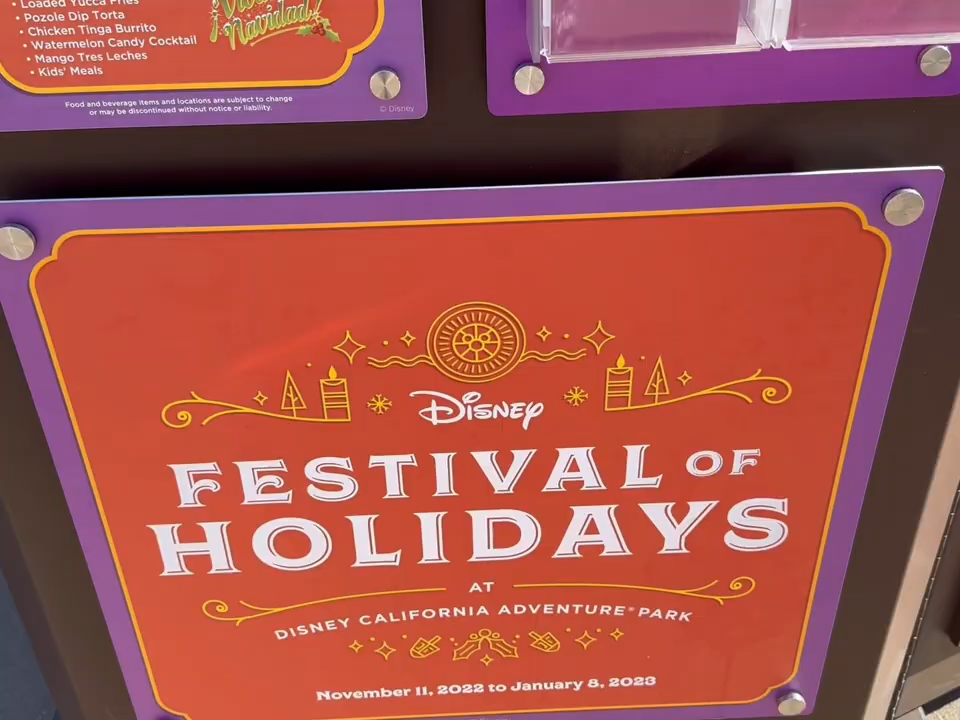 • Loaded Yucca Fries
• Pozole Dip Torta
• Chicken Tinga Burrito
• Watermelon Candy Cocktail
• Mango Tres Leches
• Kids' Meals
¡Viva Navidad!
Food and beverage items and locations are subject to change
or may be discontinued without notice or liability.
© Disney
Disney
FESTIVAL OF
HOLIDAYS
AT
DISNEY CALIFORNIA ADVENTURE® PARK
November 11, 2022 to January 8, 2023